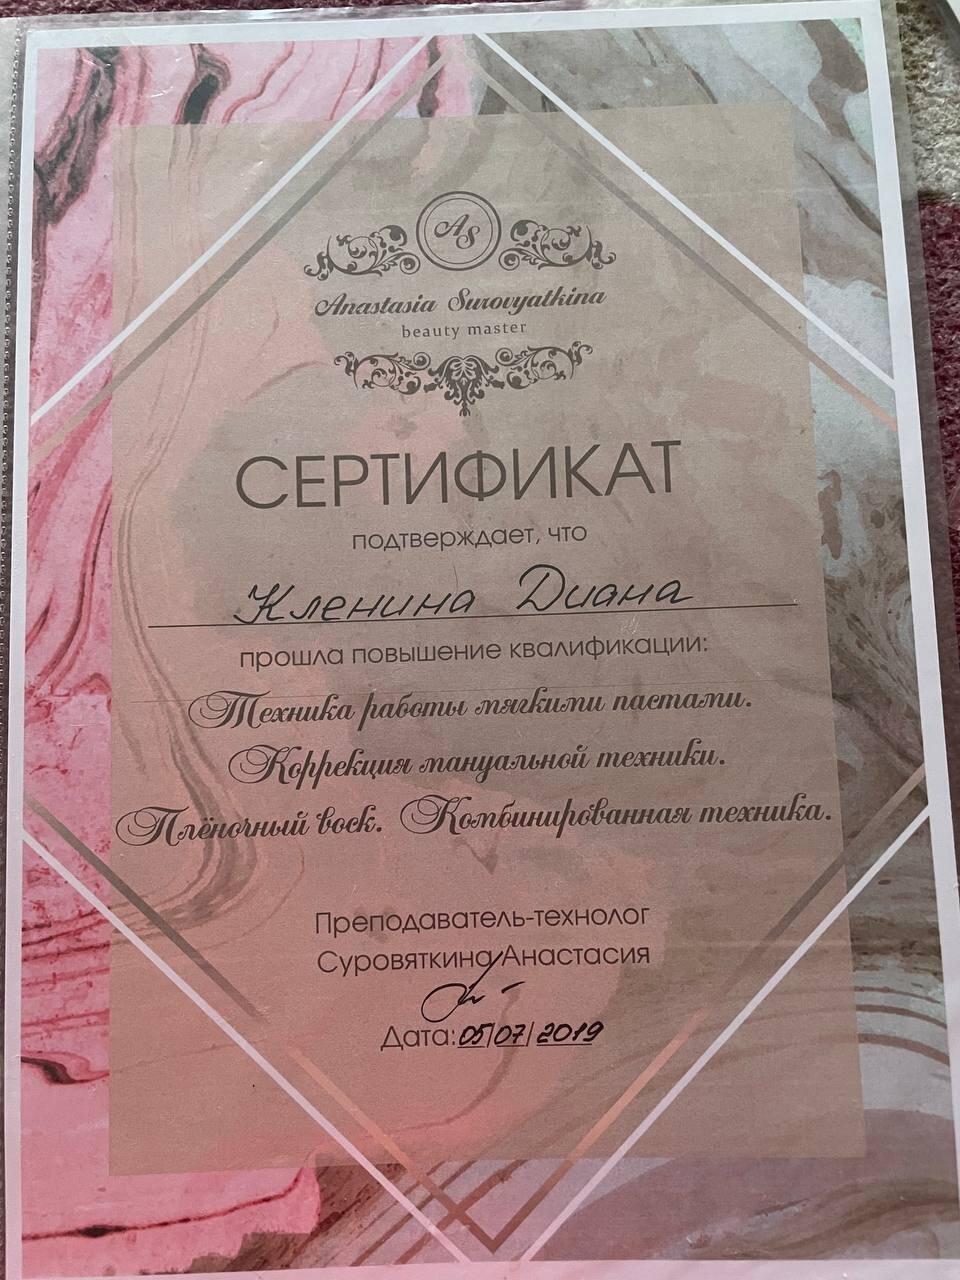 AS
Anastasia Surovyatkina
beauty master
СЕРТИФИКАТ
подтверждает, что
Кленина Диана
прошла повышение квалификации:
Техника работы мягкими пастами.
Коррекция мануальной техники.
Плёночный воск. Комбинированная техника.
Преподаватель-технолог
Суровяткина Анастасия
Дата: 05/07/2019